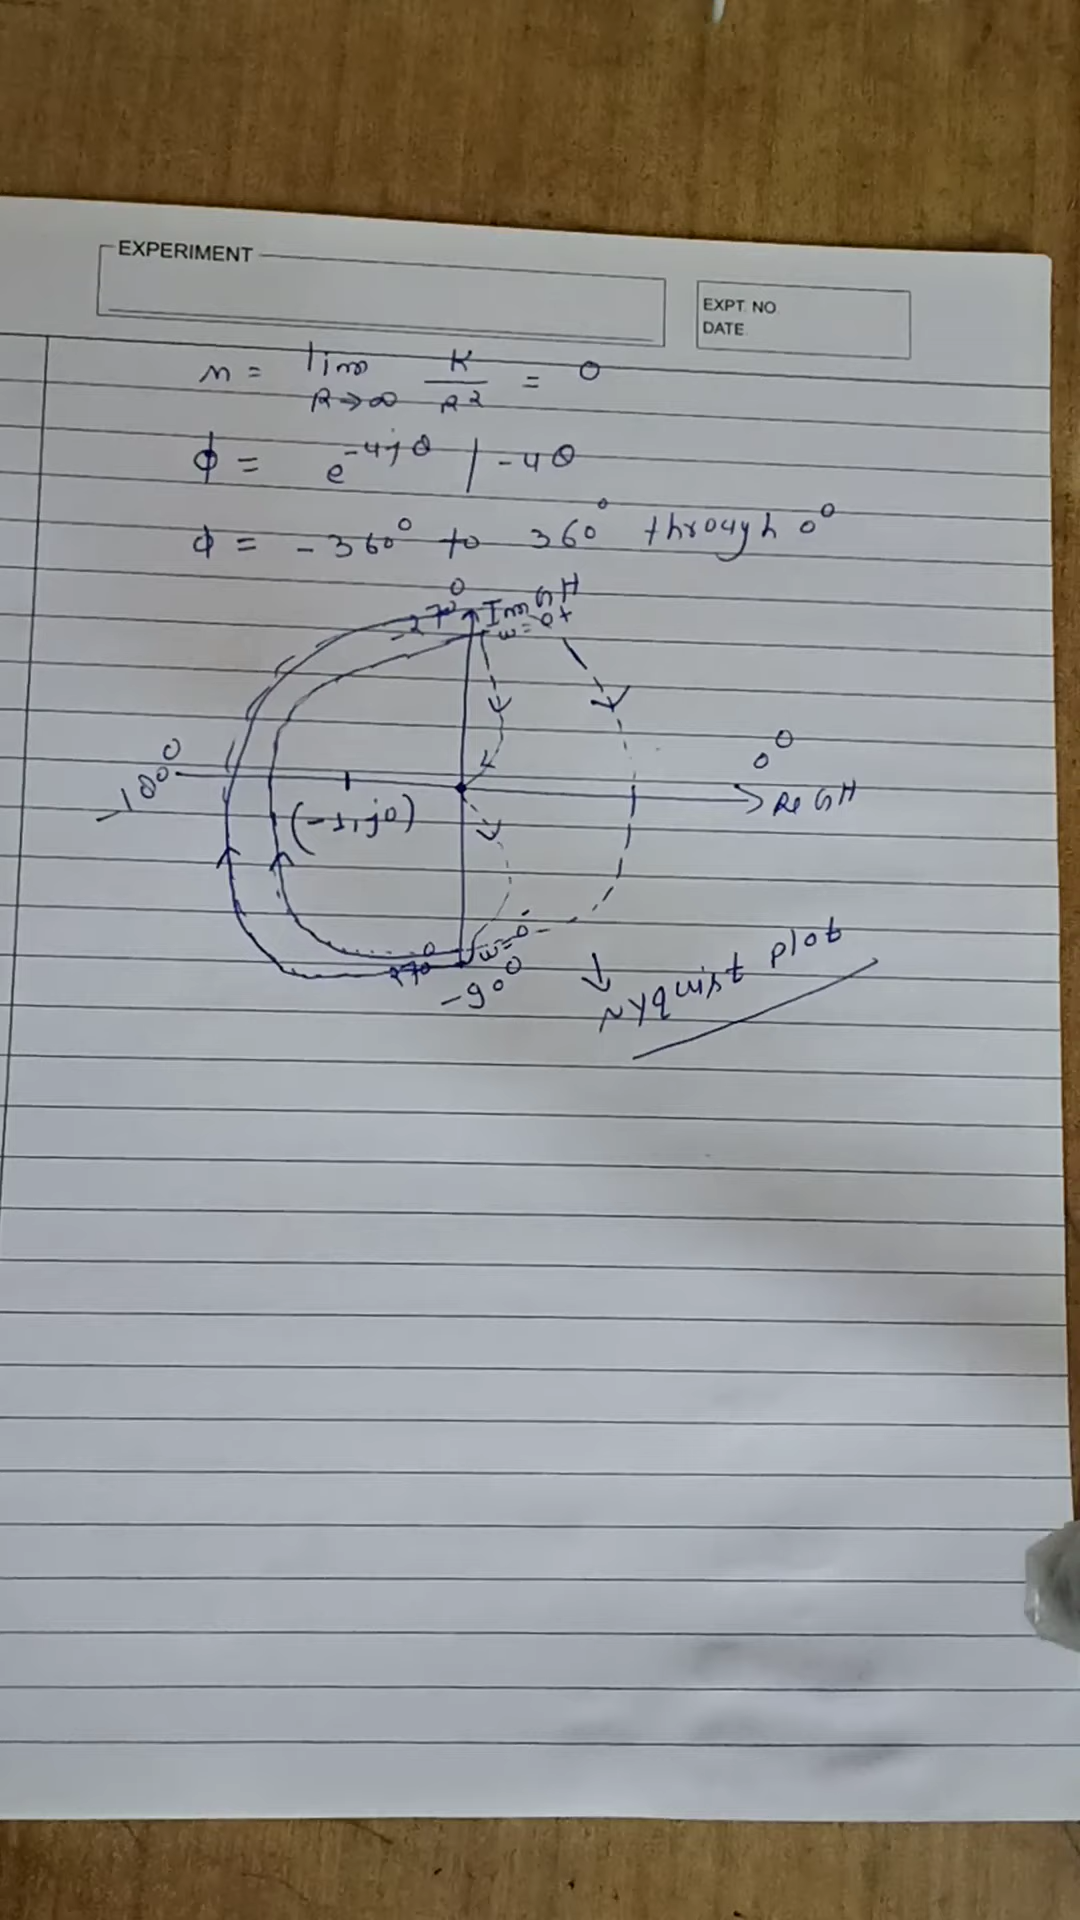 EXPERIMENT
EXPT. NO.
DATE
M = lim R→∞ K/R² = 0
ϕ = e^-4jθ | -4θ
ϕ = -360° to 360° through 0°
-270° Im GH
ω=0+
0°
-180°
(-1,j0)
Re GH
270° ω=0-
-90°
Nyquist plot